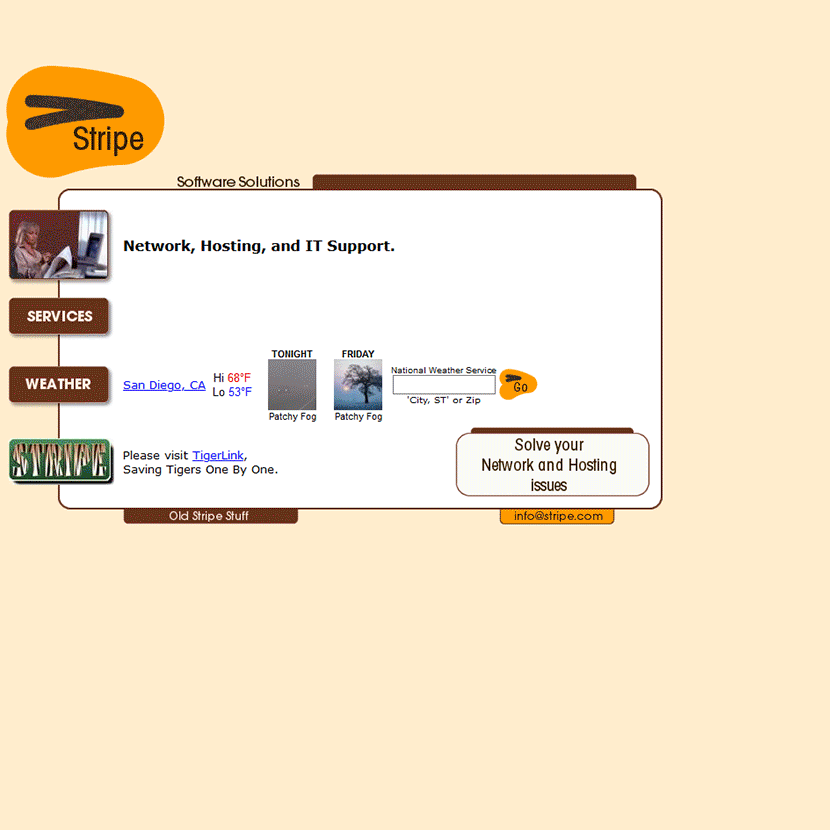 Stripe
Software Solutions
Network, Hosting, and IT Support.
SERVICES
WEATHER
San Diego, CA
Hi 68°F
Lo 53°F
TONIGHT
Patchy Fog
FRIDAY
Patchy Fog
National Weather Service
'City, ST' or Zip
Go
STRIPE
Please visit TigerLink,
Saving Tigers One By One.
Solve your
Network and Hosting
issues
Old Stripe Stuff
info@stripe.com